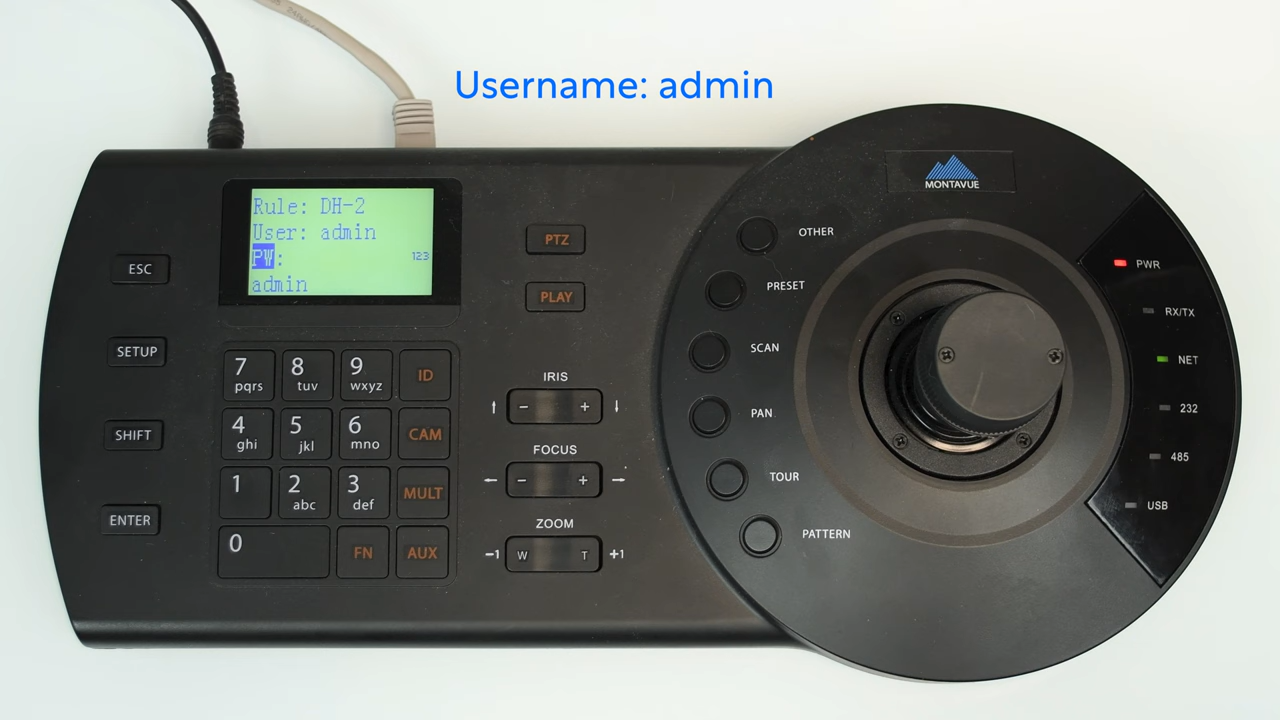 Username: admin
MONTAVUE
Rule: DH-2
User: admin
PW:
123
admin
ESC
SETUP
SHIFT
ENTER
7 pqrs
8 tuv
9 wxyz
ID
4 ghi
5 jkl
6 mno
CAM
1
2 abc
3 def
MULT
0
FN
AUX
PTZ
PLAY
IRIS
↑ − + ↓
FOCUS
← − + →
ZOOM
−1 W T +1
OTHER
PRESET
SCAN
PAN
TOUR
PATTERN
PWR
RX/TX
NET
232
485
USB